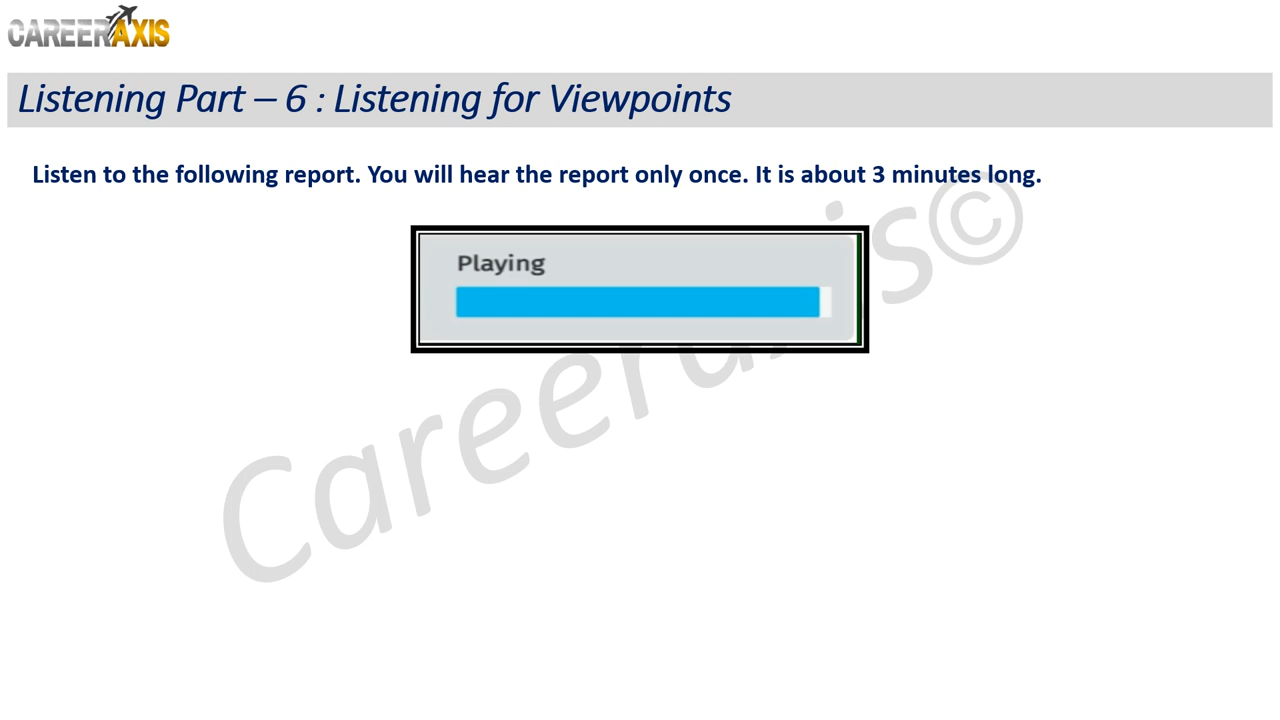 CAREERAXIS
Listening Part – 6 : Listening for Viewpoints
Listen to the following report. You will hear the report only once. It is about 3 minutes long.
Playing
Careeraxis©